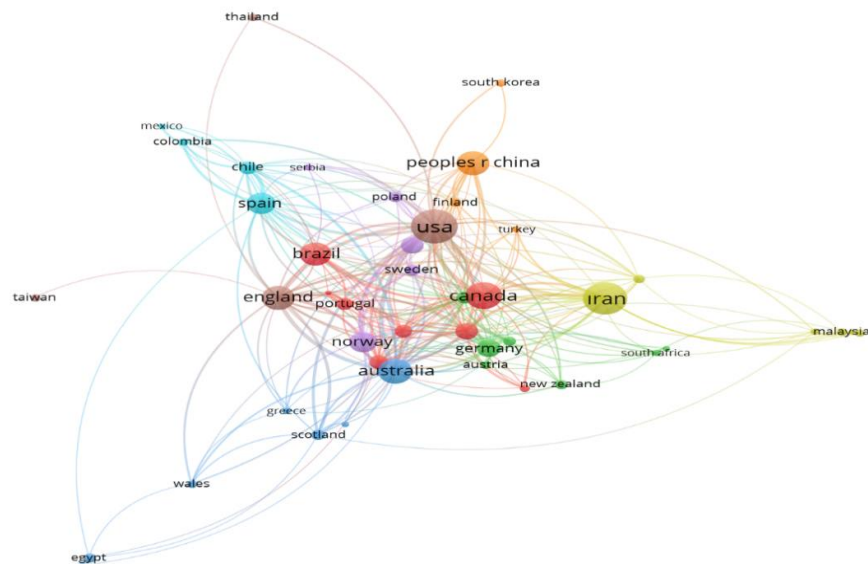 thailand
south korea
mexico
colombia
peoples r china
chile
serbia
spain
poland
finland
usa
turkey
brazil
sweden
taiwan
england
portugal
canada
iran
norway
germany
malaysia
south africa
austria
australia
new zealand
greece
scotland
wales
egypt